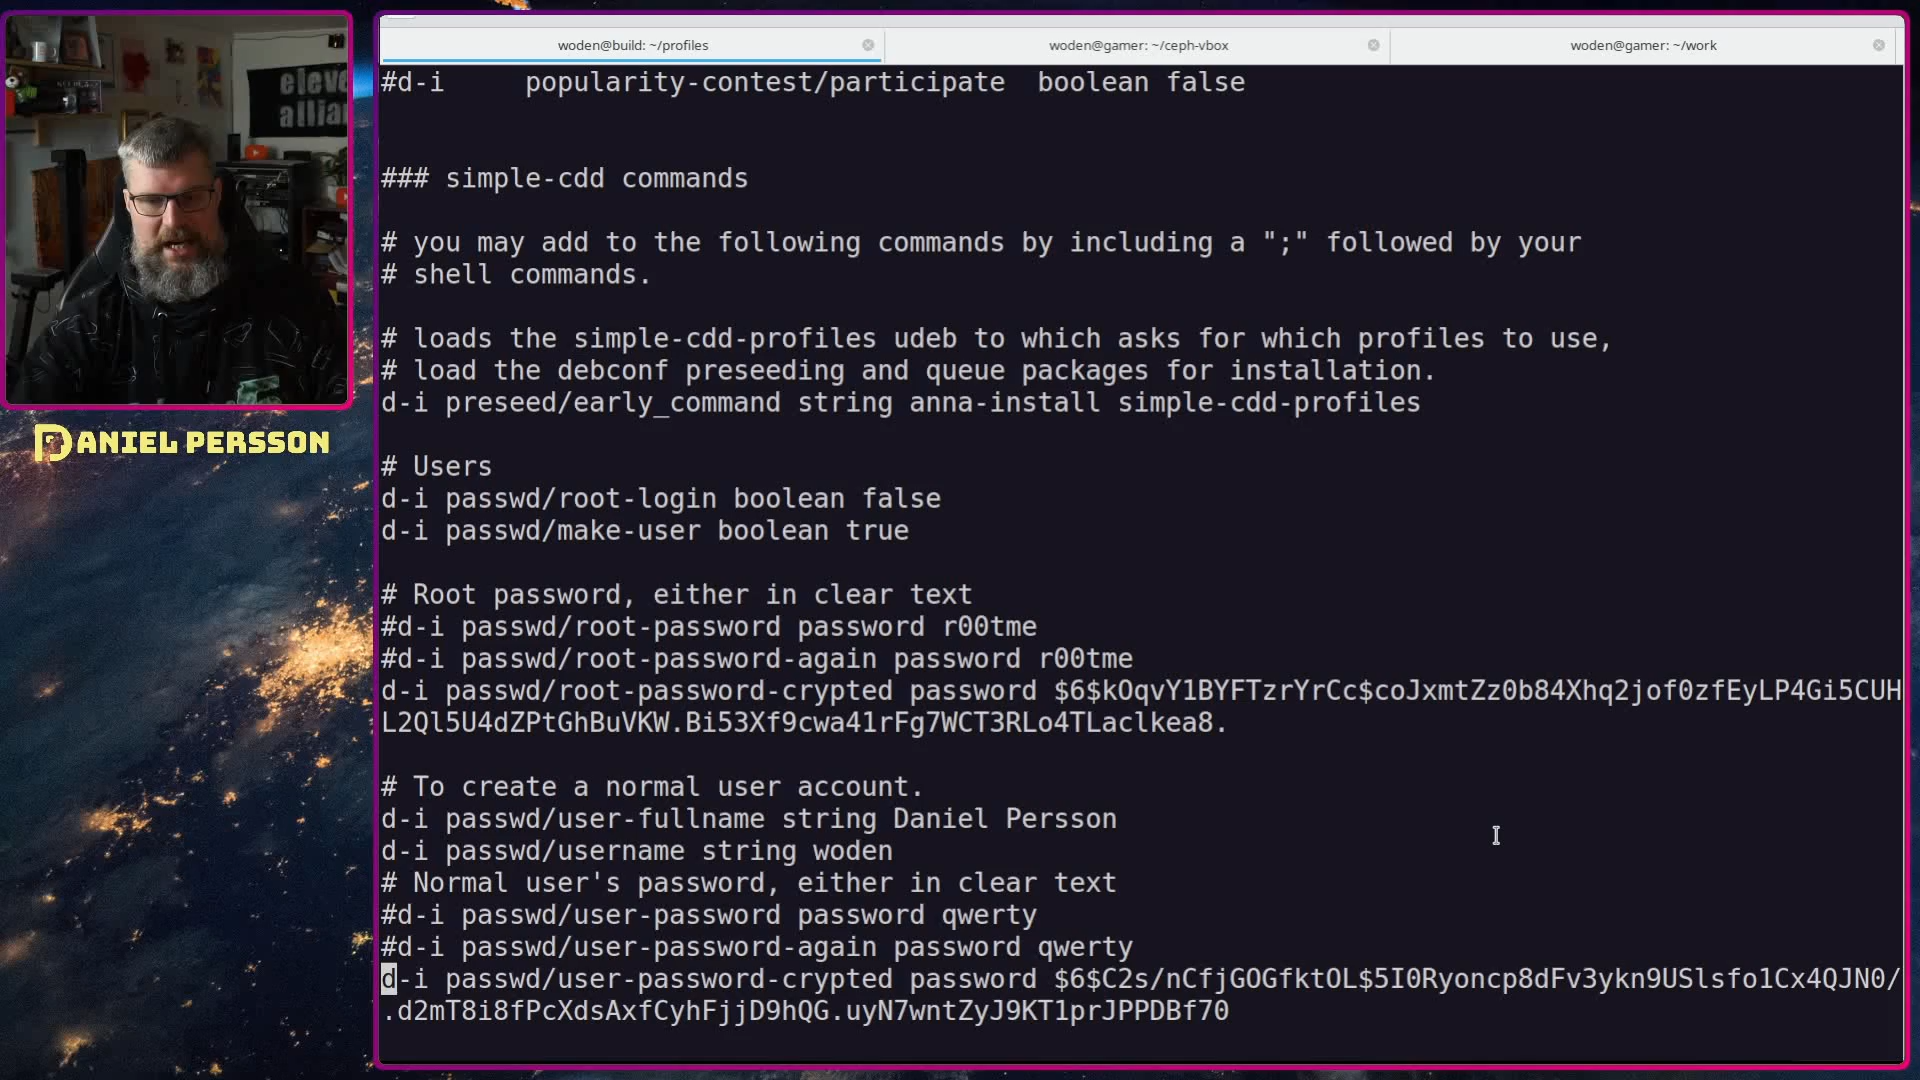 eleve
allian
DANIEL PERSSON
woden@build: ~/profiles
woden@gamer: ~/ceph-vbox
woden@gamer: ~/work
#d-i     popularity-contest/participate  boolean false
### simple-cdd commands
# you may add to the following commands by including a ";" followed by your
# shell commands.
# loads the simple-cdd-profiles udeb to which asks for which profiles to use,
# load the debconf preseeding and queue packages for installation.
d-i preseed/early_command string anna-install simple-cdd-profiles
# Users
d-i passwd/root-login boolean false
d-i passwd/make-user boolean true
# Root password, either in clear text
#d-i passwd/root-password password r00tme
#d-i passwd/root-password-again password r00tme
d-i passwd/root-password-crypted password $6$kOqvY1BYFTzrYrCc$coJxmtZz0b84Xhq2jof0zfEyLP4Gi5CUH
L2Ql5U4dZPtGhBuVKW.Bi53Xf9cwa41rFg7WCT3RLo4TLaclkea8.
# To create a normal user account.
d-i passwd/user-fullname string Daniel Persson
d-i passwd/username string woden
# Normal user's password, either in clear text
#d-i passwd/user-password password qwerty
#d-i passwd/user-password-again password qwerty
d-i passwd/user-password-crypted password $6$C2s/nCfjGOGfktOL$5I0Ryoncp8dFv3ykn9USlsfo1Cx4QJN0/
.d2mT8i8fPcXdsAxfCyhFjjD9hQG.uyN7wntZyJ9KT1prJPPDBf70